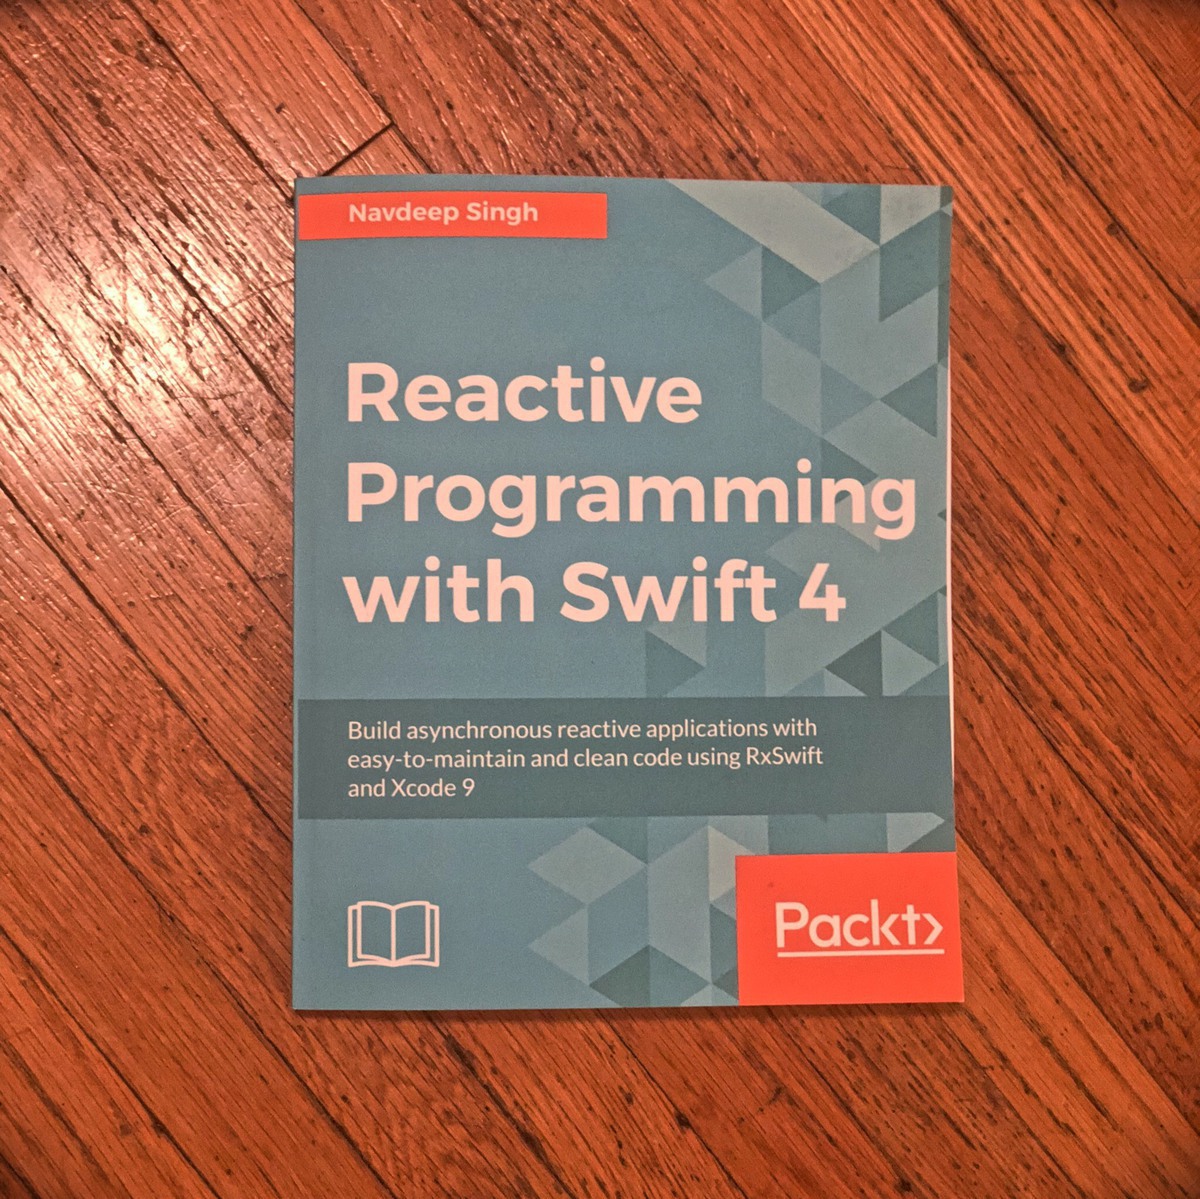 Navdeep Singh
Reactive
Programming
with Swift 4
Build asynchronous reactive applications with
easy-to-maintain and clean code using RxSwift
and Xcode 9
Packt>